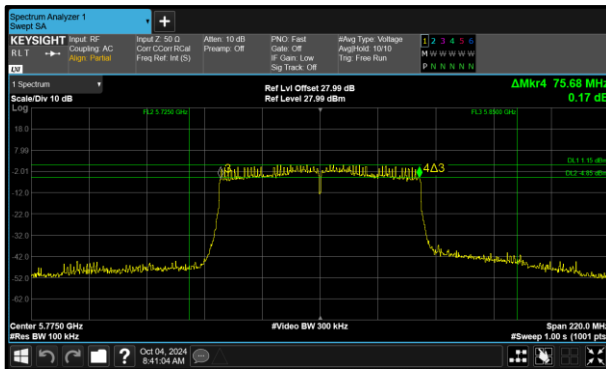 Spectrum Analyzer 1
Swept SA
KEYSIGHT Input: RF Input Z: 50 Ω Atten: 10 dB PNO: Fast #Avg Type: Voltage 1 2 3 4 5 6
RLT Coupling: AC Corr CCorr RCal Preamp: Off Gate: Off Avg|Hold: 10/10 M W W W W W
Align: Partial Freq Ref: Int (S) IF Gain: Low Trig: Free Run P N N N N N
LXI Sig Track: Off
1 Spectrum Ref Lvl Offset 27.99 dB ΔMkr4 75.68 MHz
Scale/Div 10 dB Ref Level 27.99 dBm 0.17 dB
Log FL2 5.7250 GHz FL3 5.8500 GHz
18.0
7.99
DL1 1.15 dBm
3 4Δ3
-2.01 DL2 -4.85 dBm
-12.0
-22.0
-32.0
-42.0
-52.0
-62.0
Center 5.7750 GHz #Video BW 300 kHz Span 220.0 MHz
#Res BW 100 kHz #Sweep 1.00 s (1001 pts)
? Oct 04, 2024
8:41:04 AM